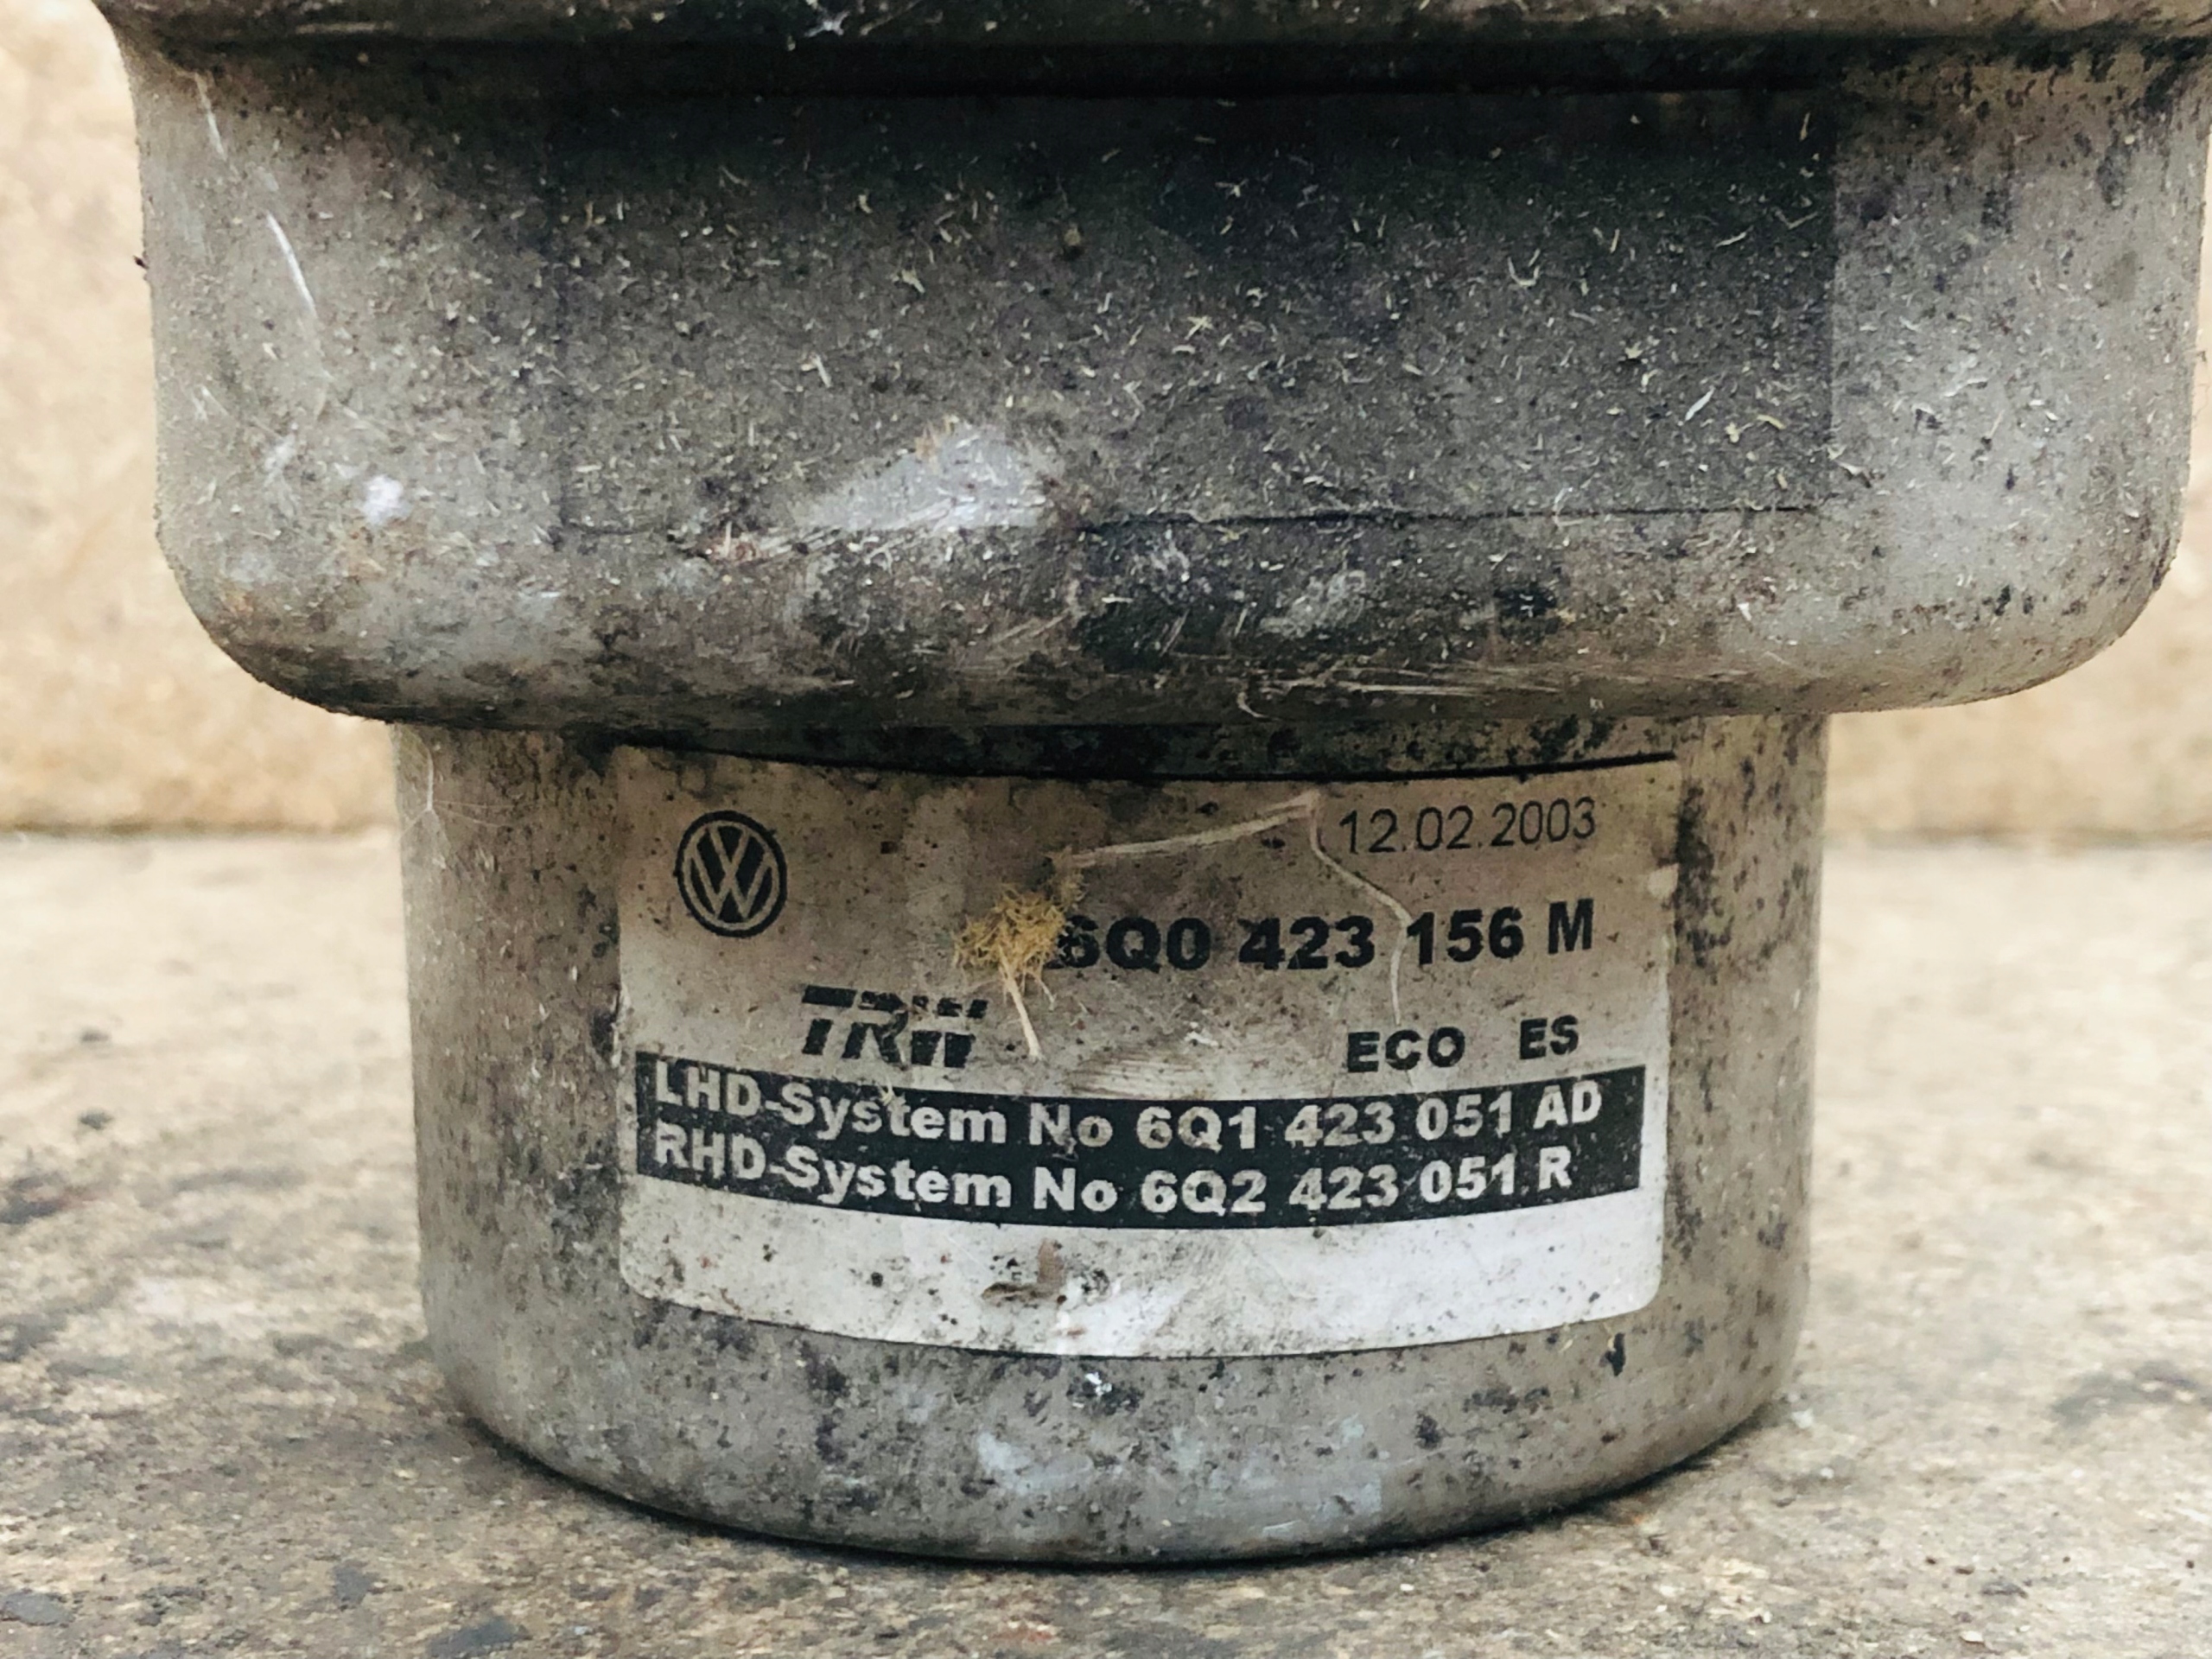 12.02.2003
6Q0 423 156 M
TRW
ECO ES
LHD-System No 6Q1 423 051 AD
RHD-System No 6Q2 423 051 R